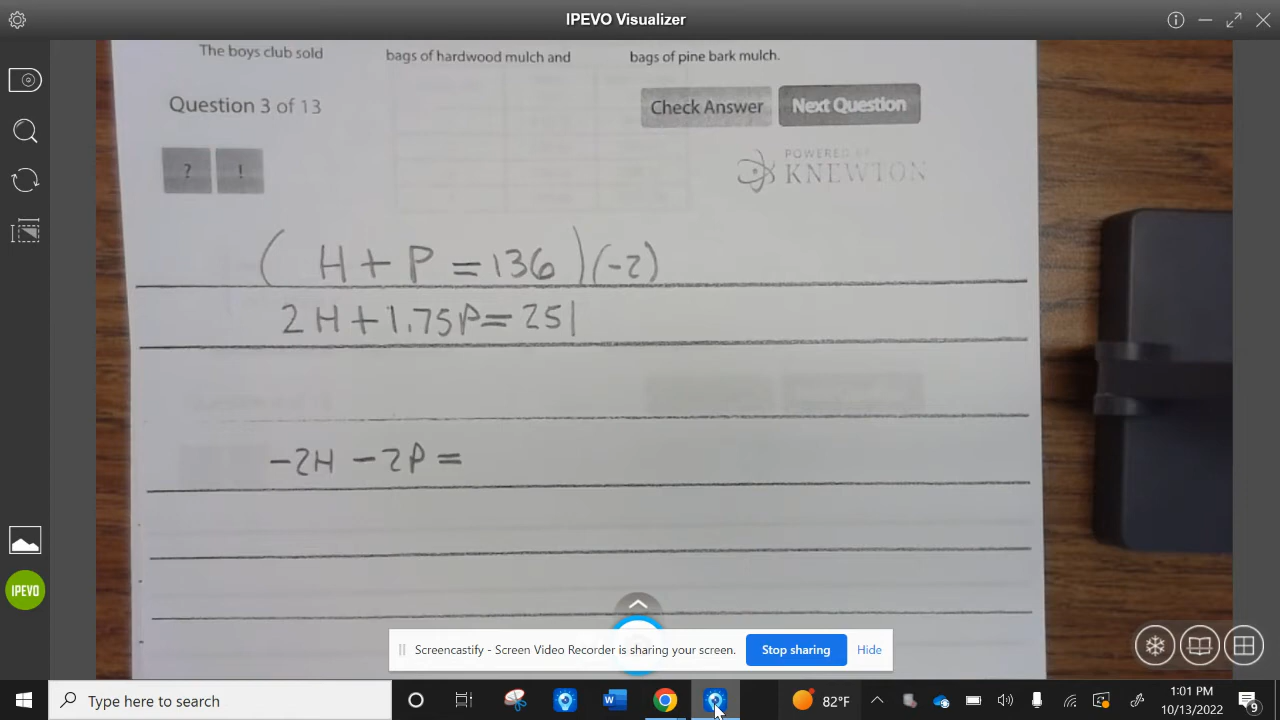 IPEVO Visualizer
The boys club sold bags of hardwood mulch and bags of pine bark mulch.
Question 3 of 13
Check Answer Next Question
? !
POWERED BY
KNEWTON
( H + P = 136 ) (-2)
2H + 1.75P = 251
-2H - 2P =
IPEVO
Screencastify - Screen Video Recorder is sharing your screen. Stop sharing Hide
Type here to search
82°F
1:01 PM
10/13/2022
9